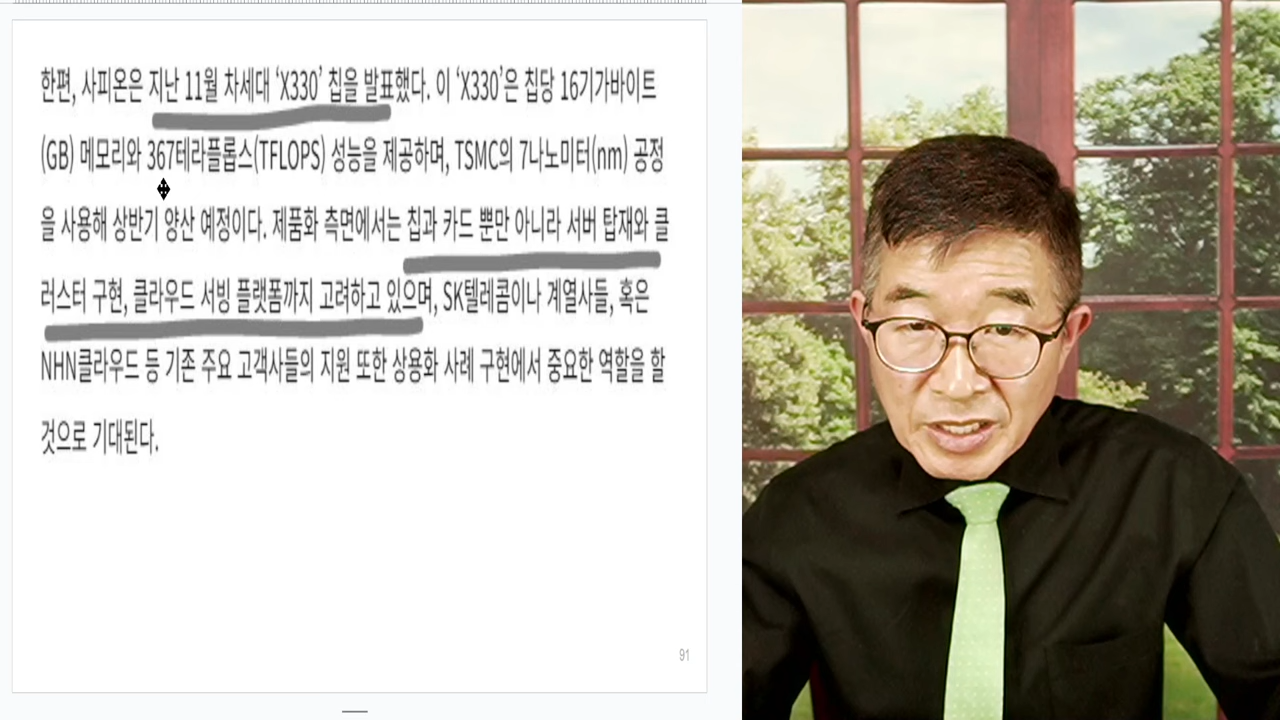 한편, 사피온은 지난 11월 차세대 ‘X330’ 칩을 발표했다. 이 ‘X330’은 칩당 16기가바이트
(GB) 메모리와 367테라플롭스(TFLOPS) 성능을 제공하며, TSMC의 7나노미터(nm) 공정
을 사용해 상반기 양산 예정이다. 제품화 측면에서는 칩과 카드 뿐만 아니라 서버 탑재와 클
러스터 구현, 클라우드 서빙 플랫폼까지 고려하고 있으며, SK텔레콤이나 계열사들, 혹은
NHN클라우드 등 기존 주요 고객사들의 지원 또한 상용화 사례 구현에서 중요한 역할을 할
것으로 기대된다.
91